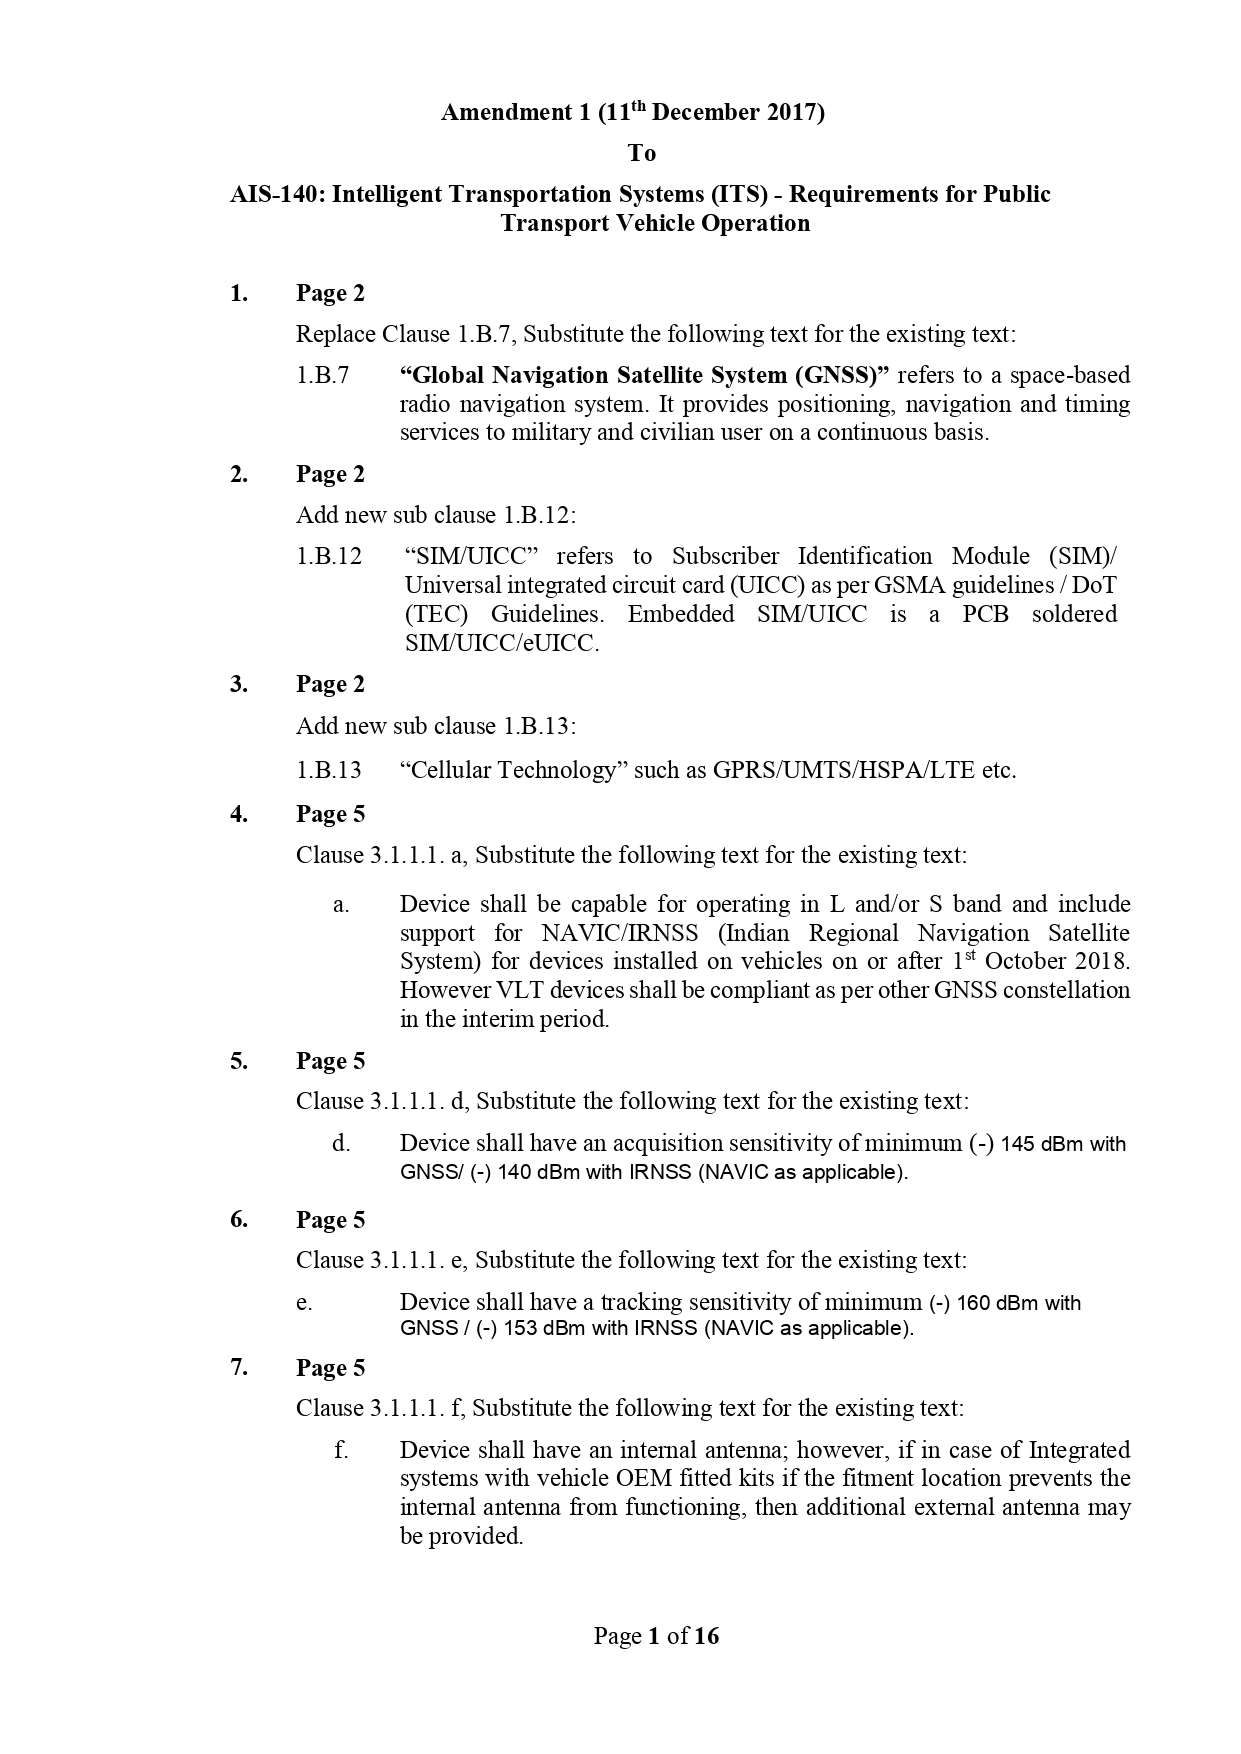 Amendment 1 (11th December 2017)
To
AIS-140: Intelligent Transportation Systems (ITS) - Requirements for Public
Transport Vehicle Operation
1. Page 2
Replace Clause 1.B.7, Substitute the following text for the existing text:
1.B.7 “Global Navigation Satellite System (GNSS)” refers to a space-based
radio navigation system. It provides positioning, navigation and timing
services to military and civilian user on a continuous basis.
2. Page 2
Add new sub clause 1.B.12:
1.B.12 “SIM/UICC” refers to Subscriber Identification Module (SIM)/
Universal integrated circuit card (UICC) as per GSMA guidelines / DoT
(TEC) Guidelines. Embedded SIM/UICC is a PCB soldered
SIM/UICC/eUICC.
3. Page 2
Add new sub clause 1.B.13:
1.B.13 “Cellular Technology” such as GPRS/UMTS/HSPA/LTE etc.
4. Page 5
Clause 3.1.1.1. a, Substitute the following text for the existing text:
a. Device shall be capable for operating in L and/or S band and include
support for NAVIC/IRNSS (Indian Regional Navigation Satellite
System) for devices installed on vehicles on or after 1st October 2018.
However VLT devices shall be compliant as per other GNSS constellation
in the interim period.
5. Page 5
Clause 3.1.1.1. d, Substitute the following text for the existing text:
d. Device shall have an acquisition sensitivity of minimum (-) 145 dBm with
GNSS/ (-) 140 dBm with IRNSS (NAVIC as applicable).
6. Page 5
Clause 3.1.1.1. e, Substitute the following text for the existing text:
e. Device shall have a tracking sensitivity of minimum (-) 160 dBm with
GNSS / (-) 153 dBm with IRNSS (NAVIC as applicable).
7. Page 5
Clause 3.1.1.1. f, Substitute the following text for the existing text:
f. Device shall have an internal antenna; however, if in case of Integrated
systems with vehicle OEM fitted kits if the fitment location prevents the
internal antenna from functioning, then additional external antenna may
be provided.
Page 1 of 16